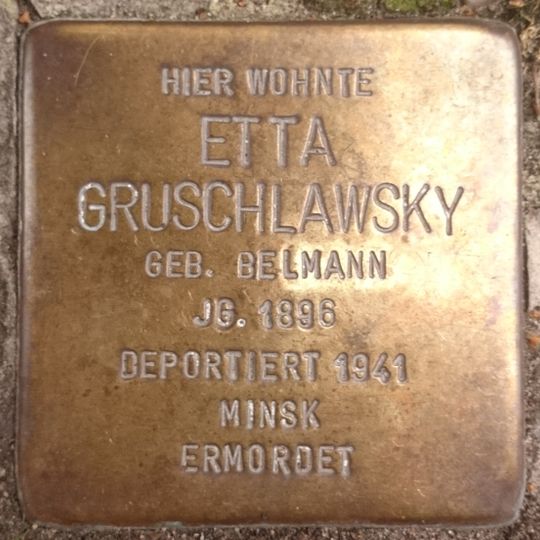 HIER WOHNTE
ETTA
GRUSCHLAWSKY
GEB. BELMANN
JG. 1896
DEPORTIERT 1941
MINSK
ERMORDET